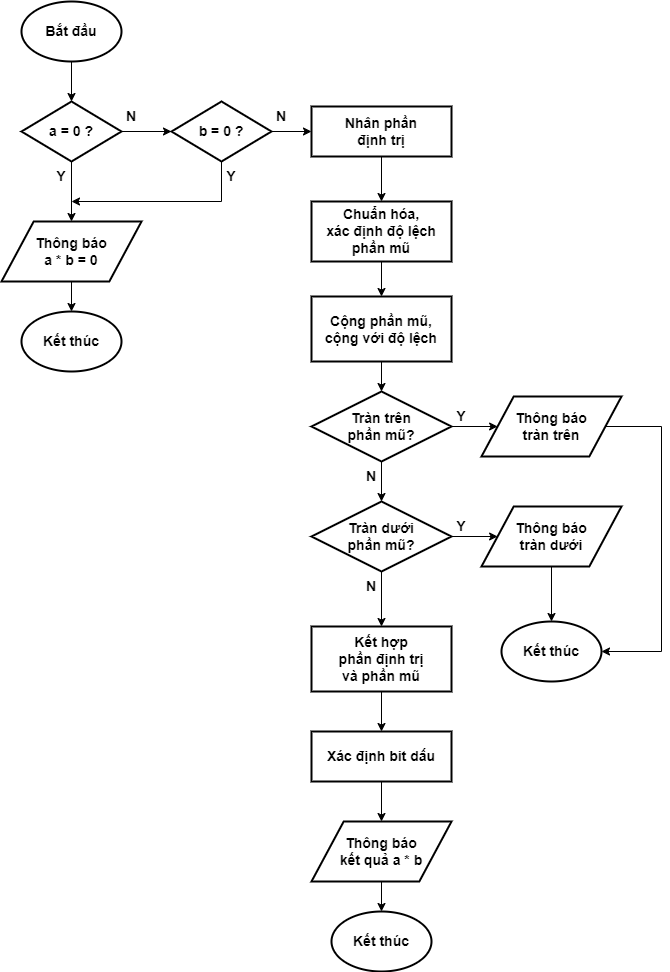 Bắt đầu
a = 0 ?
N
b = 0 ?
N
Nhân phần
định trị
Y
Y
Thông báo
a * b = 0
Kết thúc
Chuẩn hóa,
xác định độ lệch
phần mũ
Cộng phần mũ,
cộng với độ lệch
Tràn trên
phần mũ?
Y
Thông báo
tràn trên
N
Tràn dưới
phần mũ?
Y
Thông báo
tràn dưới
N
Kết thúc
Kết hợp
phần định trị
và phần mũ
Xác định bit dấu
Thông báo
kết quả a * b
Kết thúc